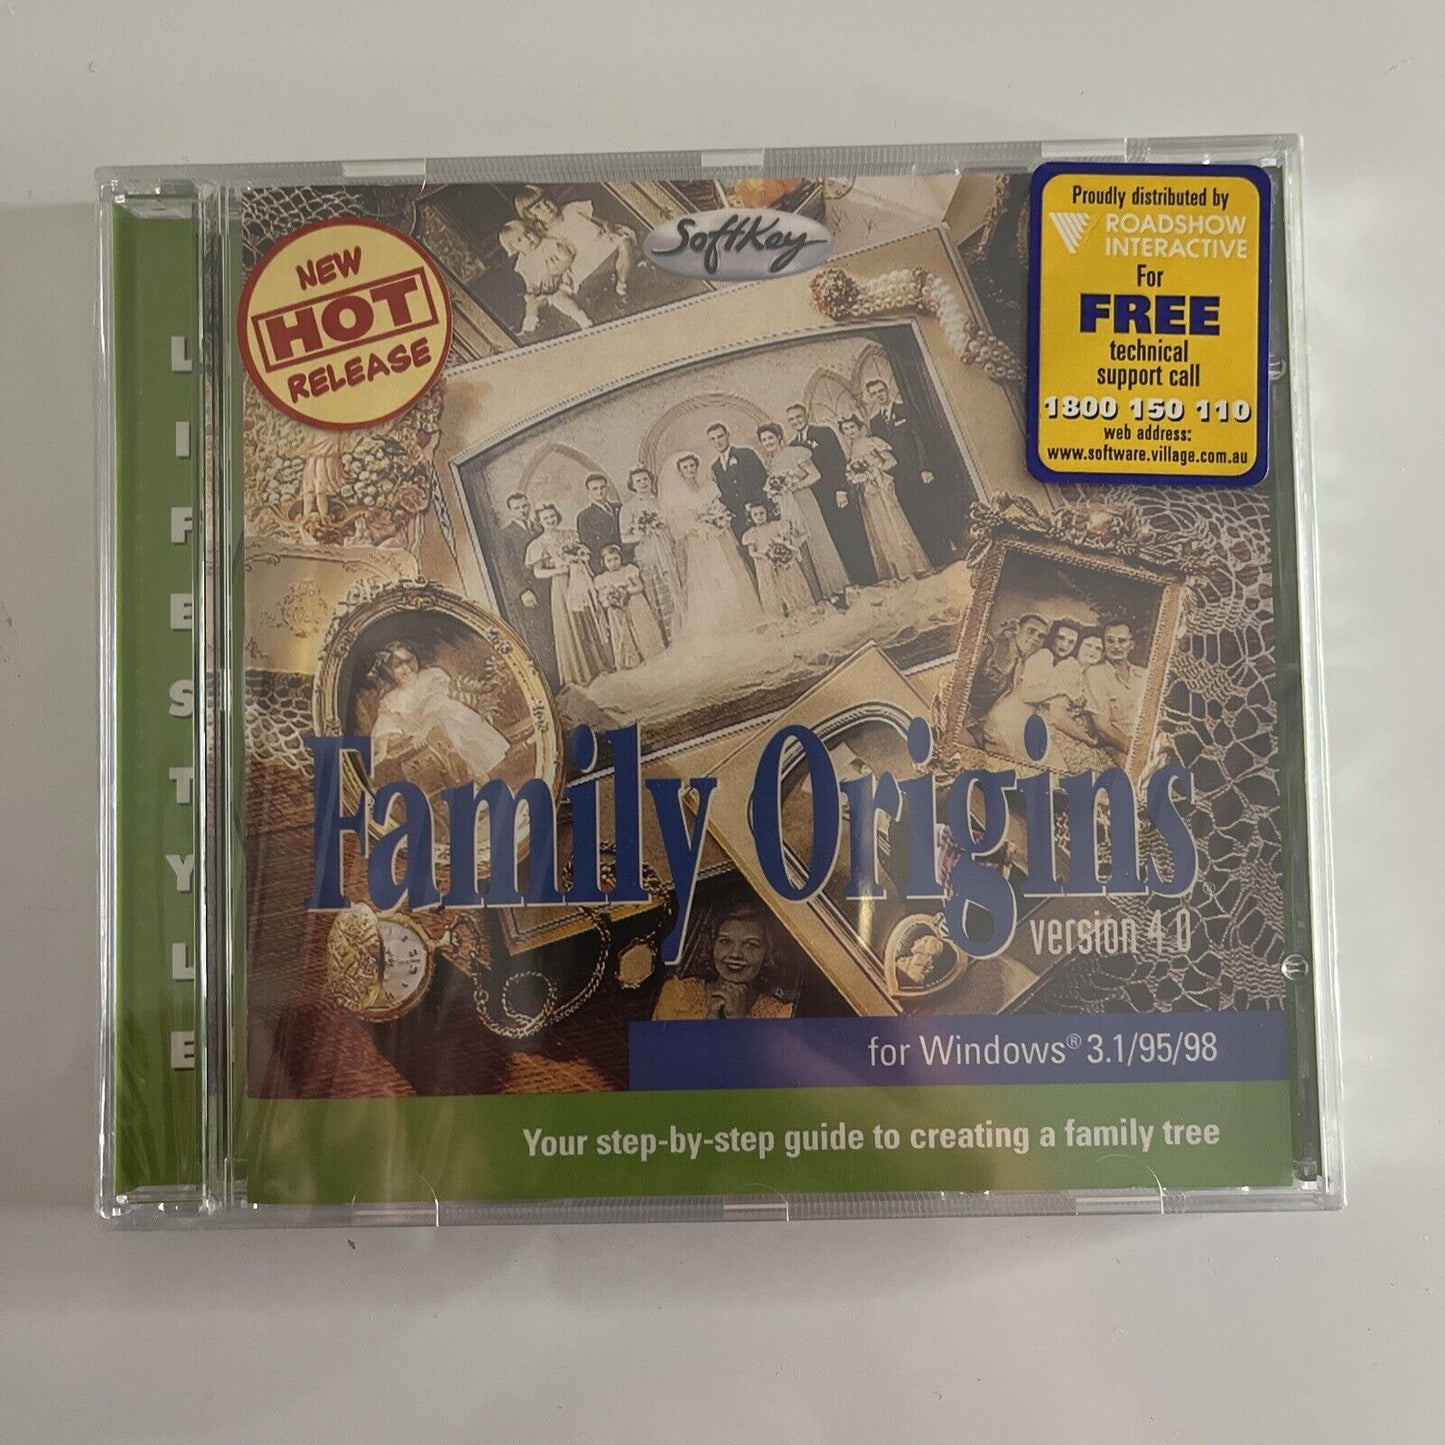 LIFESTYLE
NEW
HOT
RELEASE
SoftKey
Proudly distributed by
ROADSHOW
INTERACTIVE
For
FREE
technical
support call
1800 150 110
web address:
www.software.village.com.au
Family Origins®
version 4.0
for Windows® 3.1/95/98
Your step-by-step guide to creating a family tree